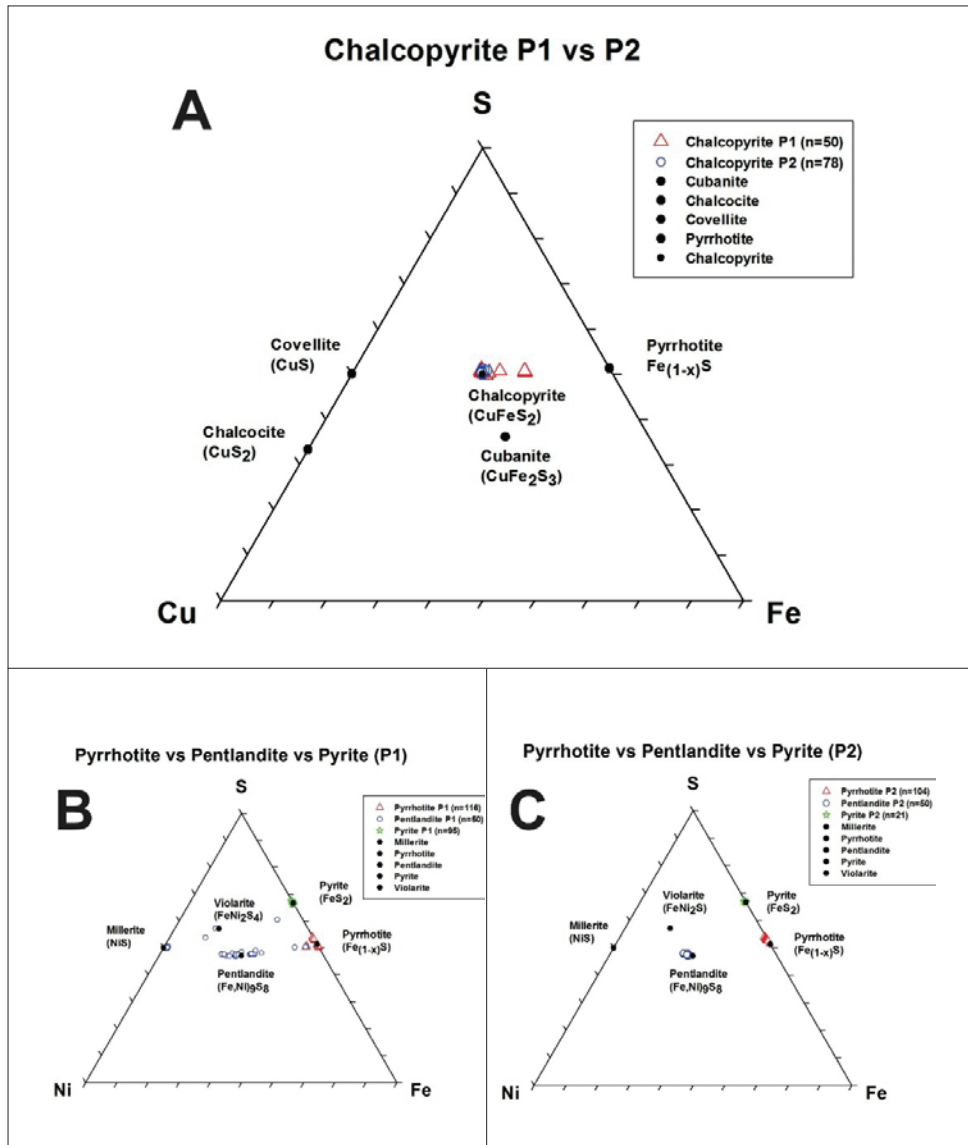 Chalcopyrite P1 vs P2
A
S
Chalcopyrite P1 (n=50)
Chalcopyrite P2 (n=78)
Cubanite
Chalcocite
Covellite
Pyrrhotite
Chalcopyrite
Covellite
(CuS)
Pyrrhotite
Fe(1-x)S
Chalcopyrite
(CuFeS2)
Chalcocite
(CuS2)
Cubanite
(CuFe2S3)
Cu
Fe
Pyrrhotite vs Pentlandite vs Pyrite (P1)
B
S
Pyrrhotite P1 (n=116)
Pentlandite P1 (n=60)
Pyrite P1 (n=95)
Millerite
Pyrrhotite
Pentlandite
Pyrite
Violarite
Pyrite
(FeS2)
Violarite
(FeNi2S4)
Millerite
(NiS)
Pyrrhotite
(Fe(1-x)S)
Pentlandite
(Fe,Ni)9S8
Ni
Fe
Pyrrhotite vs Pentlandite vs Pyrite (P2)
C
S
Pyrrhotite P2 (n=104)
Pentlandite P2 (n=50)
Pyrite P2 (n=21)
Millerite
Pyrrhotite
Pentlandite
Pyrite
Violarite
Pyrite
(FeS2)
Violarite
(FeNi2S)
Millerite
(NiS)
Pyrrhotite
(Fe(1-x)S)
Pentlandite
(Fe,Ni)9S8
Ni
Fe